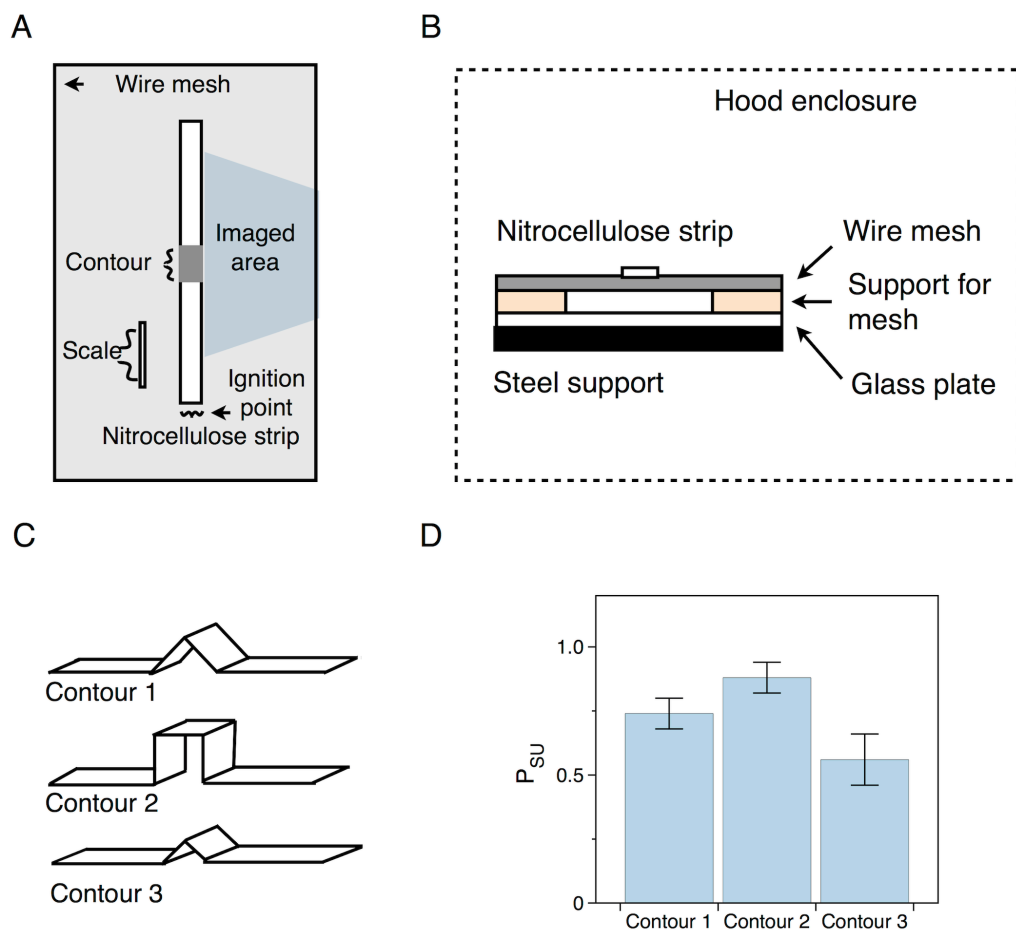 A
Wire mesh
Contour
Imaged
area
Scale
Ignition
point
Nitrocellulose strip
B
Hood enclosure
Nitrocellulose strip
Wire mesh
Support for
mesh
Steel support
Glass plate
C
Contour 1
Contour 2
Contour 3
D
1.0
0.5
0
P_SU
Contour 1
Contour 2
Contour 3